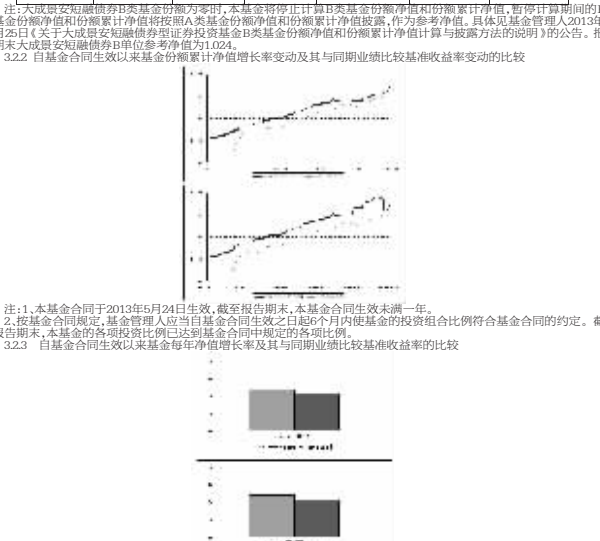 注:大成景安短融债券B类基金份额为零时,本基金将停止计算B类基金份额净值和份额累计净值,暂停计算期间的
基金份额净值和份额累计净值将按照A类基金份额净值和份额累计净值披露,作为参考净值。具体见基金管理人2013年
月25日《关于大成景安短融债券型证券投资基金B类基金份额净值和份额累计净值计算与披露方法的说明》的公告。报
期末大成景安短融债券B单位参考净值为1.024。
3.2.2 自基金合同生效以来基金份额累计净值增长率变动及其与同期业绩比较基准收益率变动的比较
注:1、本基金合同于2013年5月24日生效,截至报告期末,本基金合同生效未满一年。
2、按基金合同规定,基金管理人应当自基金合同生效之日起6个月内使基金的投资组合比例符合基金合同的约定。截
报告期末,本基金的各项投资比例已达到基金合同中规定的各项比例。
3.2.3 自基金合同生效以来基金每年净值增长率及其与同期业绩比较基准收益率的比较